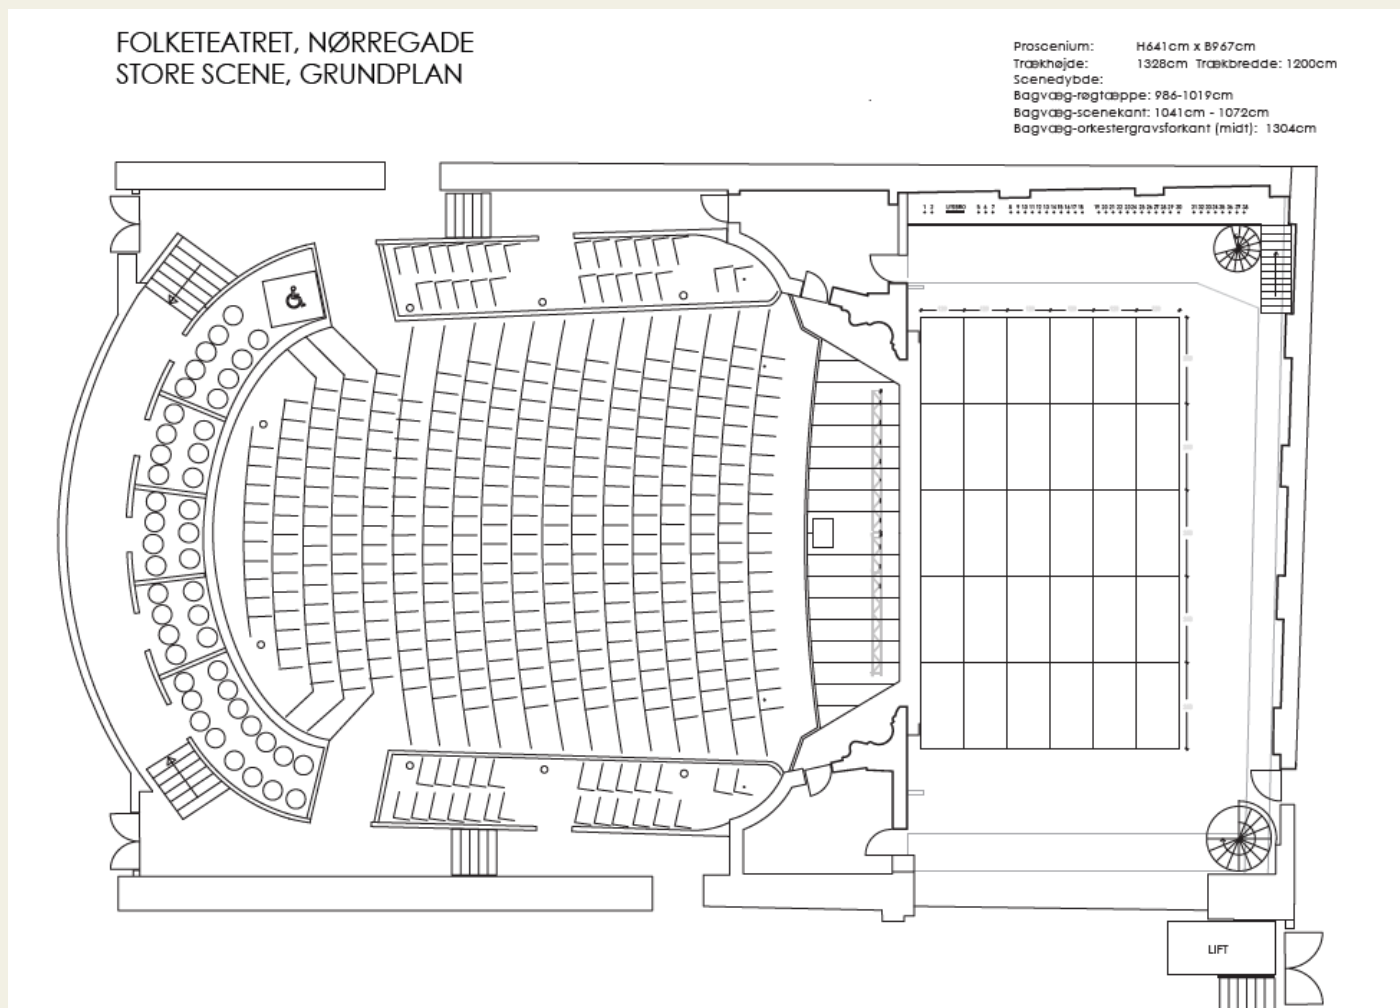 FOLKETEATRET, NØRREGADE
STORE SCENE, GRUNDPLAN
Proscenium: H641cm x B967cm
Trækhøjde: 1328cm Trækbredde: 1200cm
Scenedybde:
Bagvæg-røgtæppe: 986-1019cm
Bagvæg-scenekant: 1041cm - 1072cm
Bagvæg-orkestergravsforkant (midt): 1304cm
LIFT